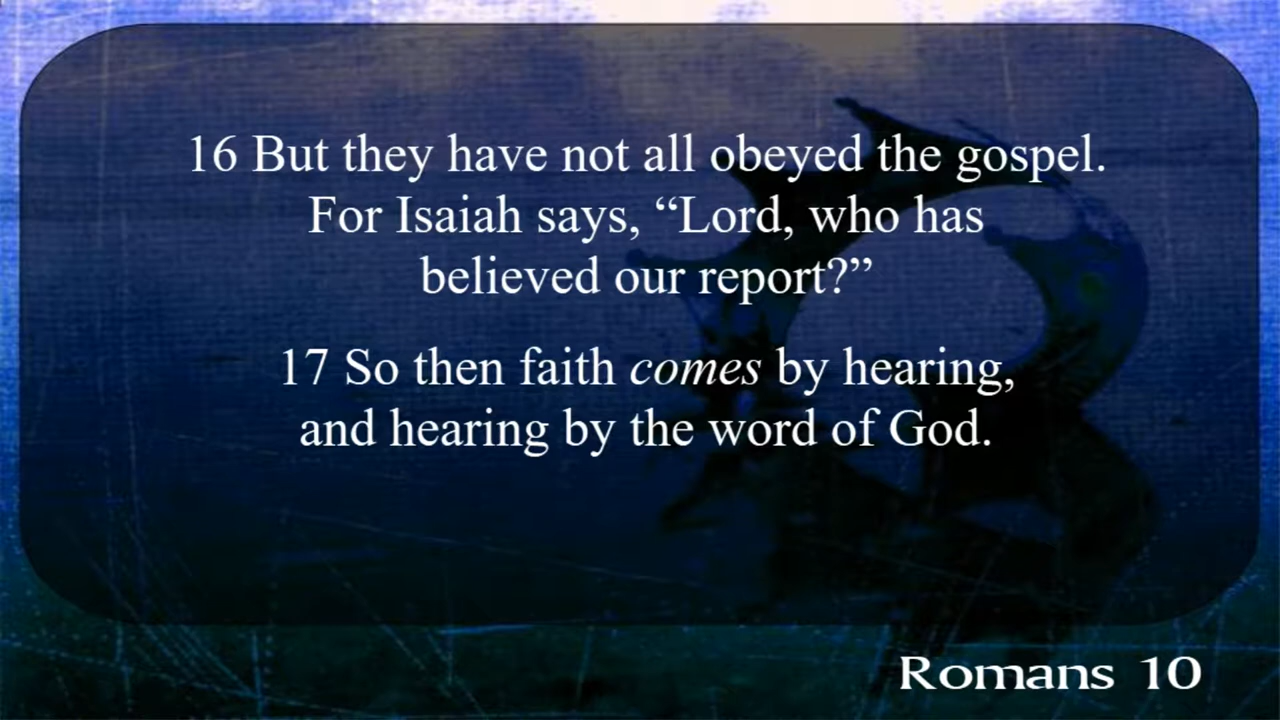 16 But they have not all obeyed the gospel.
For Isaiah says, “Lord, who has
believed our report?”
17 So then faith comes by hearing,
and hearing by the word of God.
Romans 10